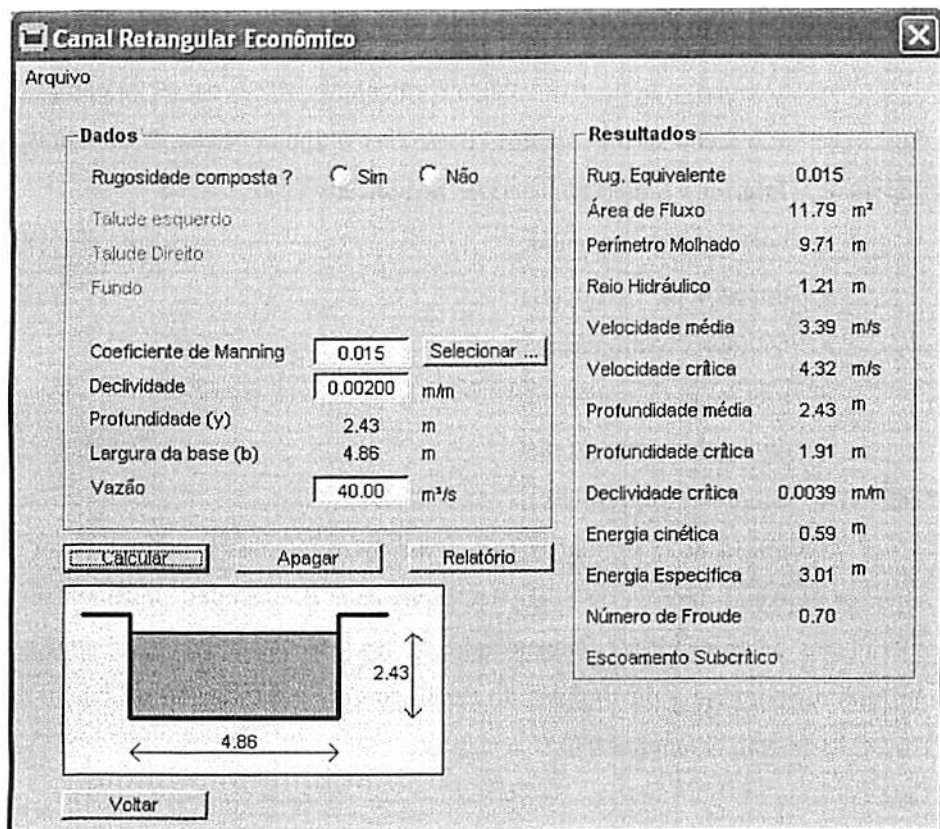 Canal Retangular Econômico
Arquivo
Dados
Rugosidade composta ? Sim Não
Talude esquerdo
Talude Direito
Fundo
Coeficiente de Manning 0.015 Selecionar ...
Declividade 0.00200 m/m
Profundidade (y) 2.43 m
Largura da base (b) 4.86 m
Vazão 40.00 m³/s
Calcular Apagar Relatório
2.43
4.86
Voltar
Resultados
Rug. Equivalente 0.015
Área de Fluxo 11.79 m²
Perímetro Molhado 9.71 m
Raio Hidráulico 1.21 m
Velocidade média 3.39 m/s
Velocidade crítica 4.32 m/s
Profundidade média 2.43 m
Profundidade crítica 1.91 m
Declividade crítica 0.0039 m/m
Energia cinética 0.59 m
Energia Especifica 3.01 m
Número de Froude 0.70
Escoamento Subcrítico